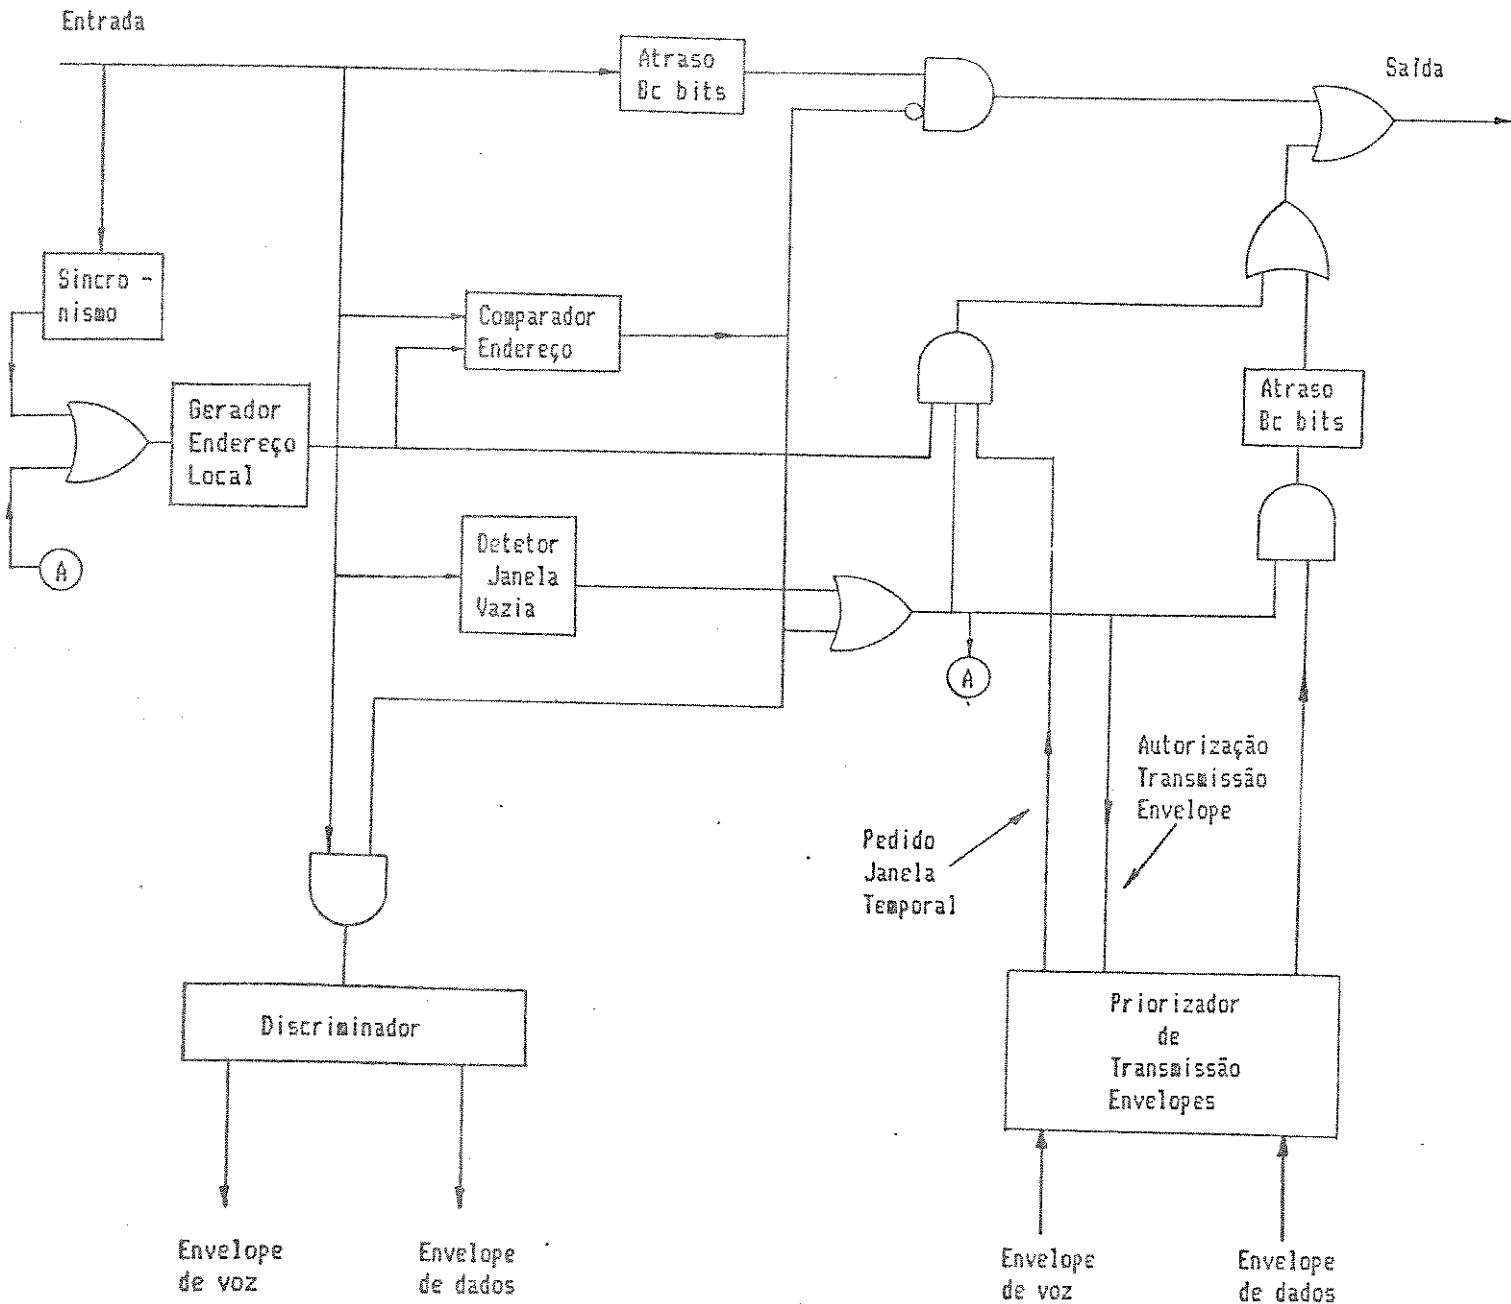 Entrada
Atraso
Bc bits
Saída
Sincro -
nismo
Comparador
Endereço
Gerador
Endereço
Local
Atraso
Bc bits
A
Detetor
Janela
Vazia
A
Autorização
Transmissão
Envelope
Pedido
Janela
Temporal
Discriminador
Priorizador
de
Transmissão
Envelopes
Envelope
de voz
Envelope
de dados
Envelope
de voz
Envelope
de dados